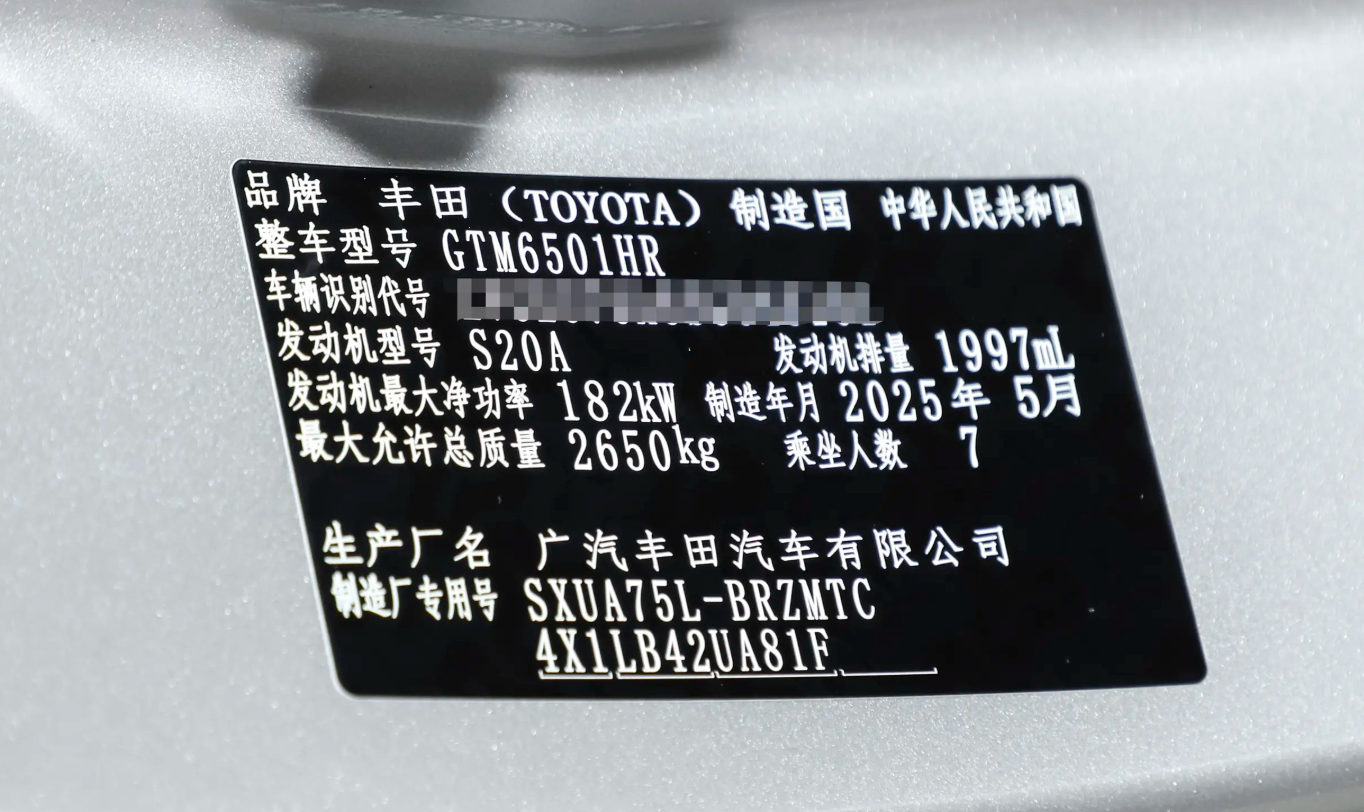 品牌 丰田（TOYOTA） 制造国 中华人民共和国
整车型号 GTM6501HR
车辆识别代号
发动机型号 S20A 发动机排量 1997mL
发动机最大净功率 182kW 制造年月 2025年 5月
最大允许总质量 2650kg 乘坐人数 7
生产厂名 广汽丰田汽车有限公司
制造厂专用号 SXUA75L-BRZMTC
4X1LB42UA81F